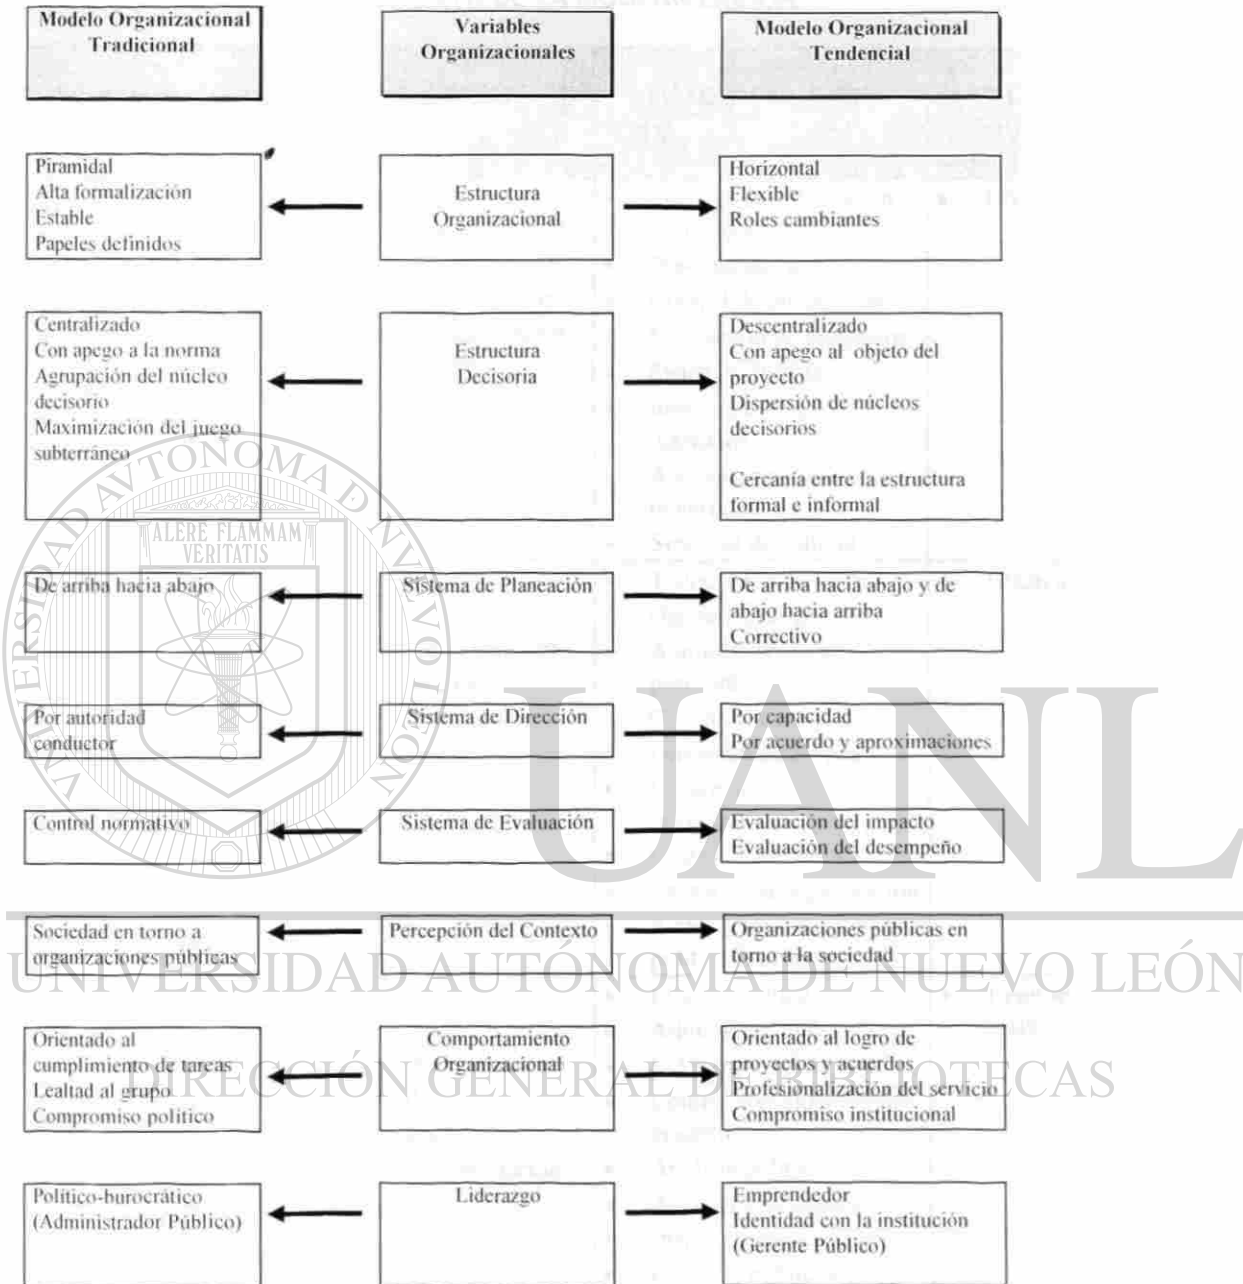 Modelo Organizacional
Tradicional
Variables
Organizacionales
Modelo Organizacional
Tendencial
Piramidal
Alta formalización
Estable
Papeles definidos
Estructura
Organizacional
Horizontal
Flexible
Roles cambiantes
Centralizado
Con apego a la norma
Agrupación del núcleo
decisorio
Maximización del juego
subterráneo
Estructura
Decisoria
Descentralizado
Con apego al objeto del
proyecto
Dispersión de núcleos
decisorios
Cercanía entre la estructura
formal e informal
De arriba hacia abajo
Sistema de Planeación
De arriba hacia abajo y de
abajo hacia arriba
Correctivo
Por autoridad
conductor
Sistema de Dirección
Por capacidad
Por acuerdo y aproximaciones
Control normativo
Sistema de Evaluación
Evaluación del impacto
Evaluación del desempeño
Sociedad en torno a
organizaciones públicas
Percepción del Contexto
Organizaciones públicas en
torno a la sociedad
Orientado al
cumplimiento de tareas
Lealtad al grupo
Compromiso político
Comportamiento
Organizacional
Orientado al logro de
proyectos y acuerdos
Profesionalización del servicio
Compromiso institucional
Político-burocrático
(Administrador Público)
Liderazgo
Emprendedor
Identidad con la institución
(Gerente Público)
UNIVERSIDAD AUTONOMA DE NUEVO LEÓN
ALERE FLAMMAM
VERITATIS
UANL
UNIVERSIDAD AUTÓNOMA DE NUEVO LEÓN
DIRECCIÓN GENERAL DE BIBLIOTECAS